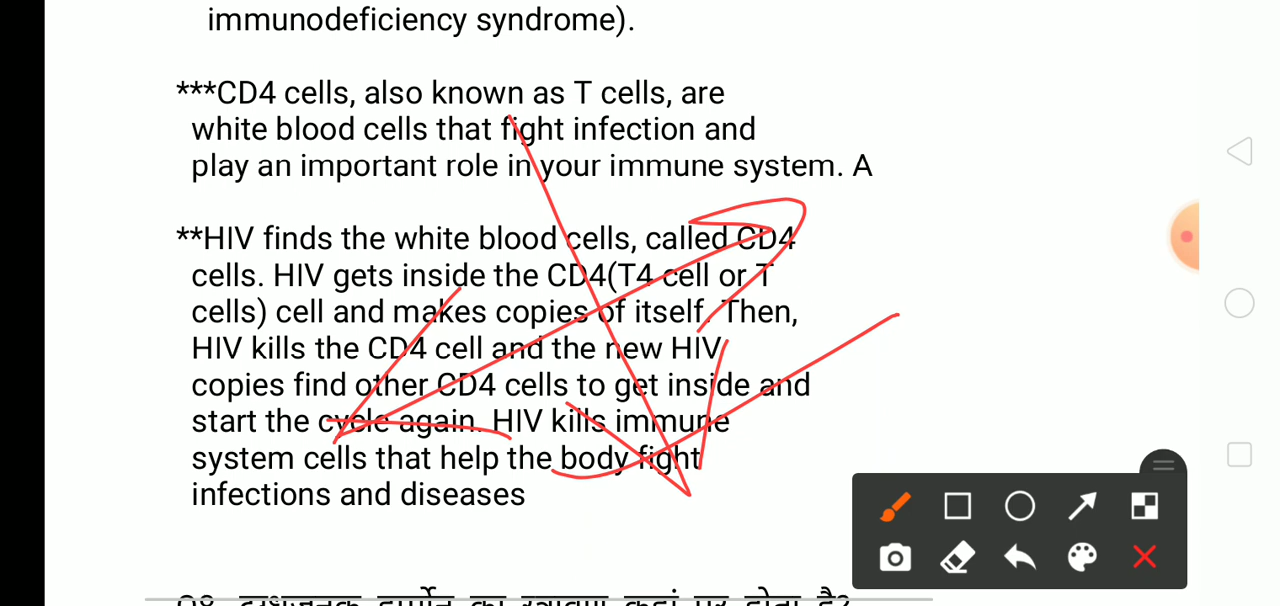 immunodeficiency syndrome).
***CD4 cells, also known as T cells, are
white blood cells that fight infection and
play an important role in your immune system. A
**HIV finds the white blood cells, called CD4
cells. HIV gets inside the CD4(T4 cell or T
cells) cell and makes copies of itself. Then,
HIV kills the CD4 cell and the new HIV
copies find other CD4 cells to get inside and
start the cycle again. HIV kills immune
system cells that help the body fight
infections and diseases
का कहां पर होता है?